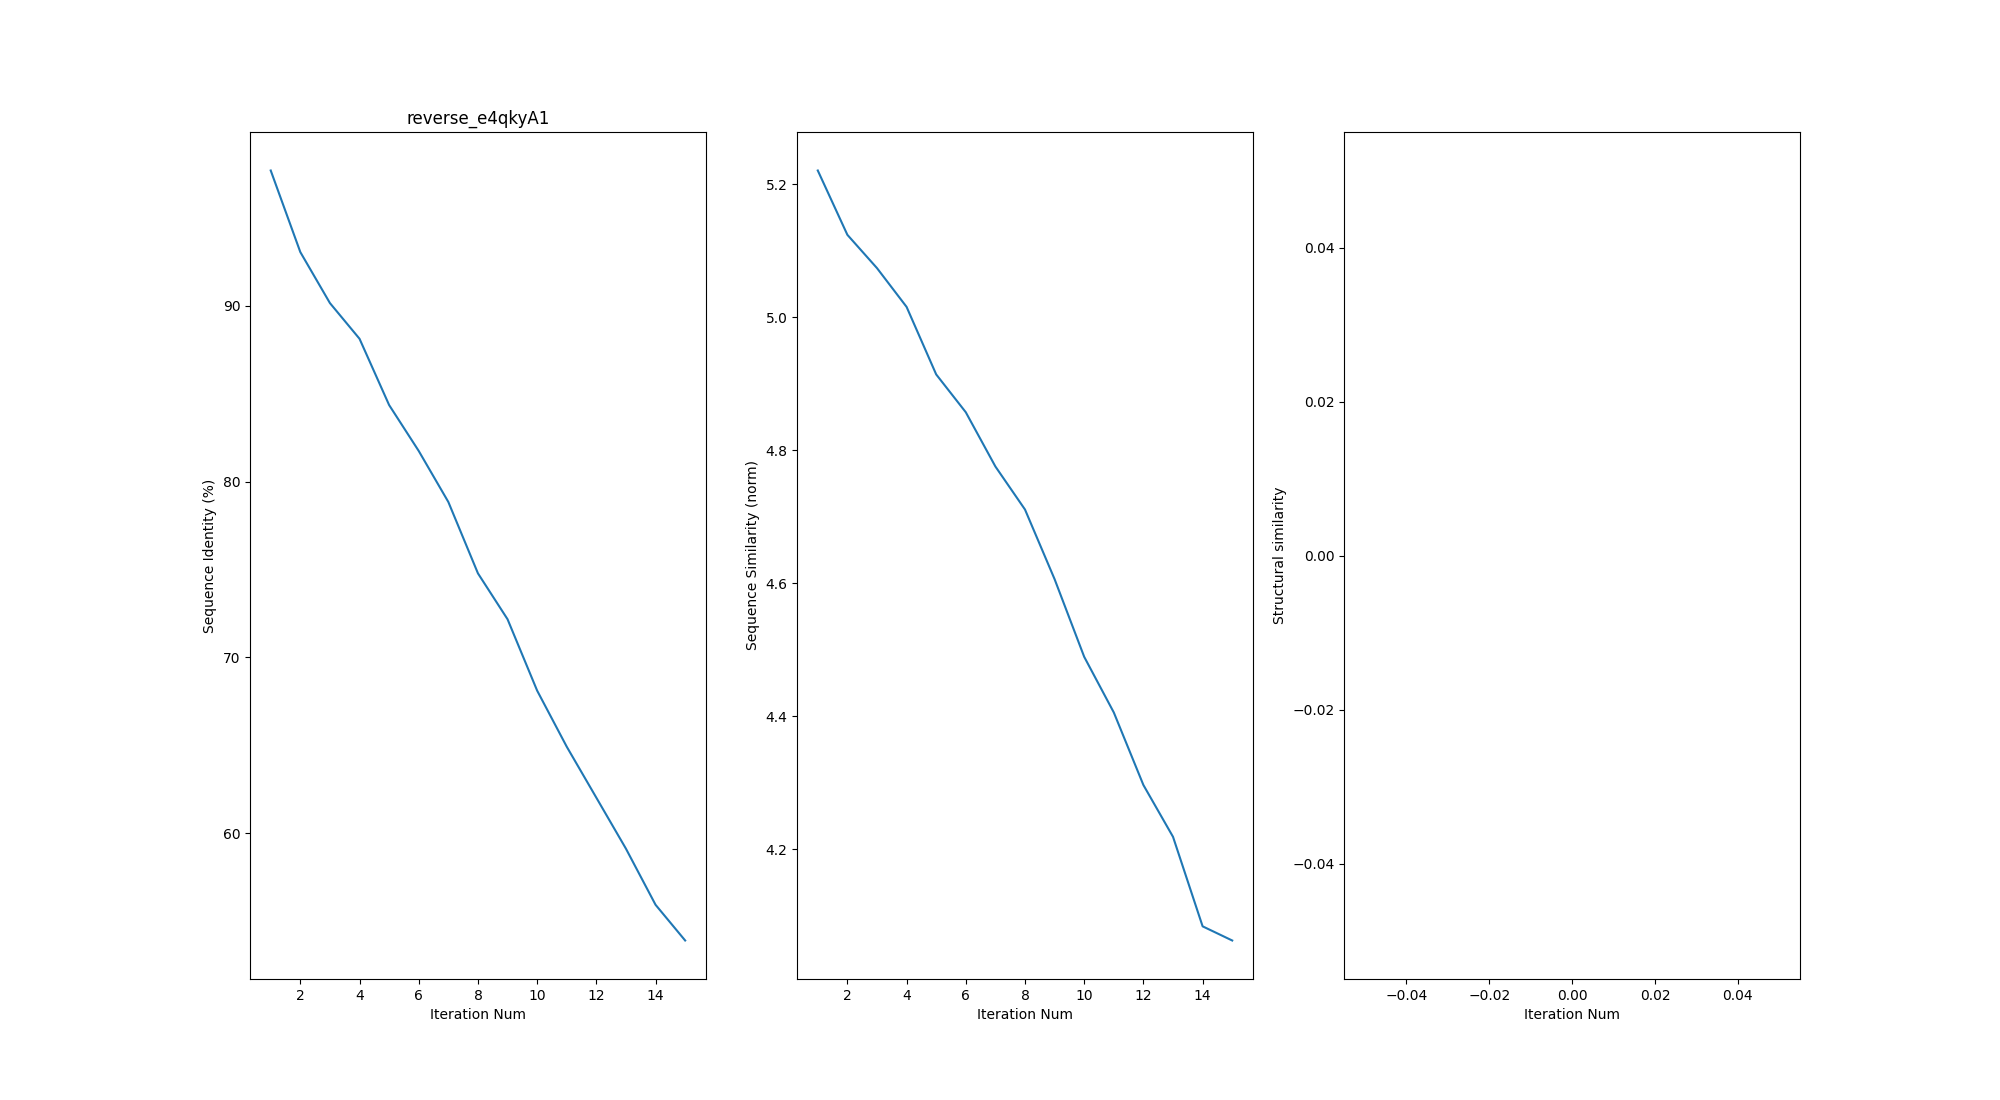 reverse_e4qkyA1
Sequence Identity (%)
90
80
70
60
2 4 6 8 10 12 14
Iteration Num
Sequence Similarity (norm)
5.2
5.0
4.8
4.6
4.4
4.2
2 4 6 8 10 12 14
Iteration Num
Structural similarity
0.04
0.02
0.00
−0.02
−0.04
−0.04 −0.02 0.00 0.02 0.04
Iteration Num